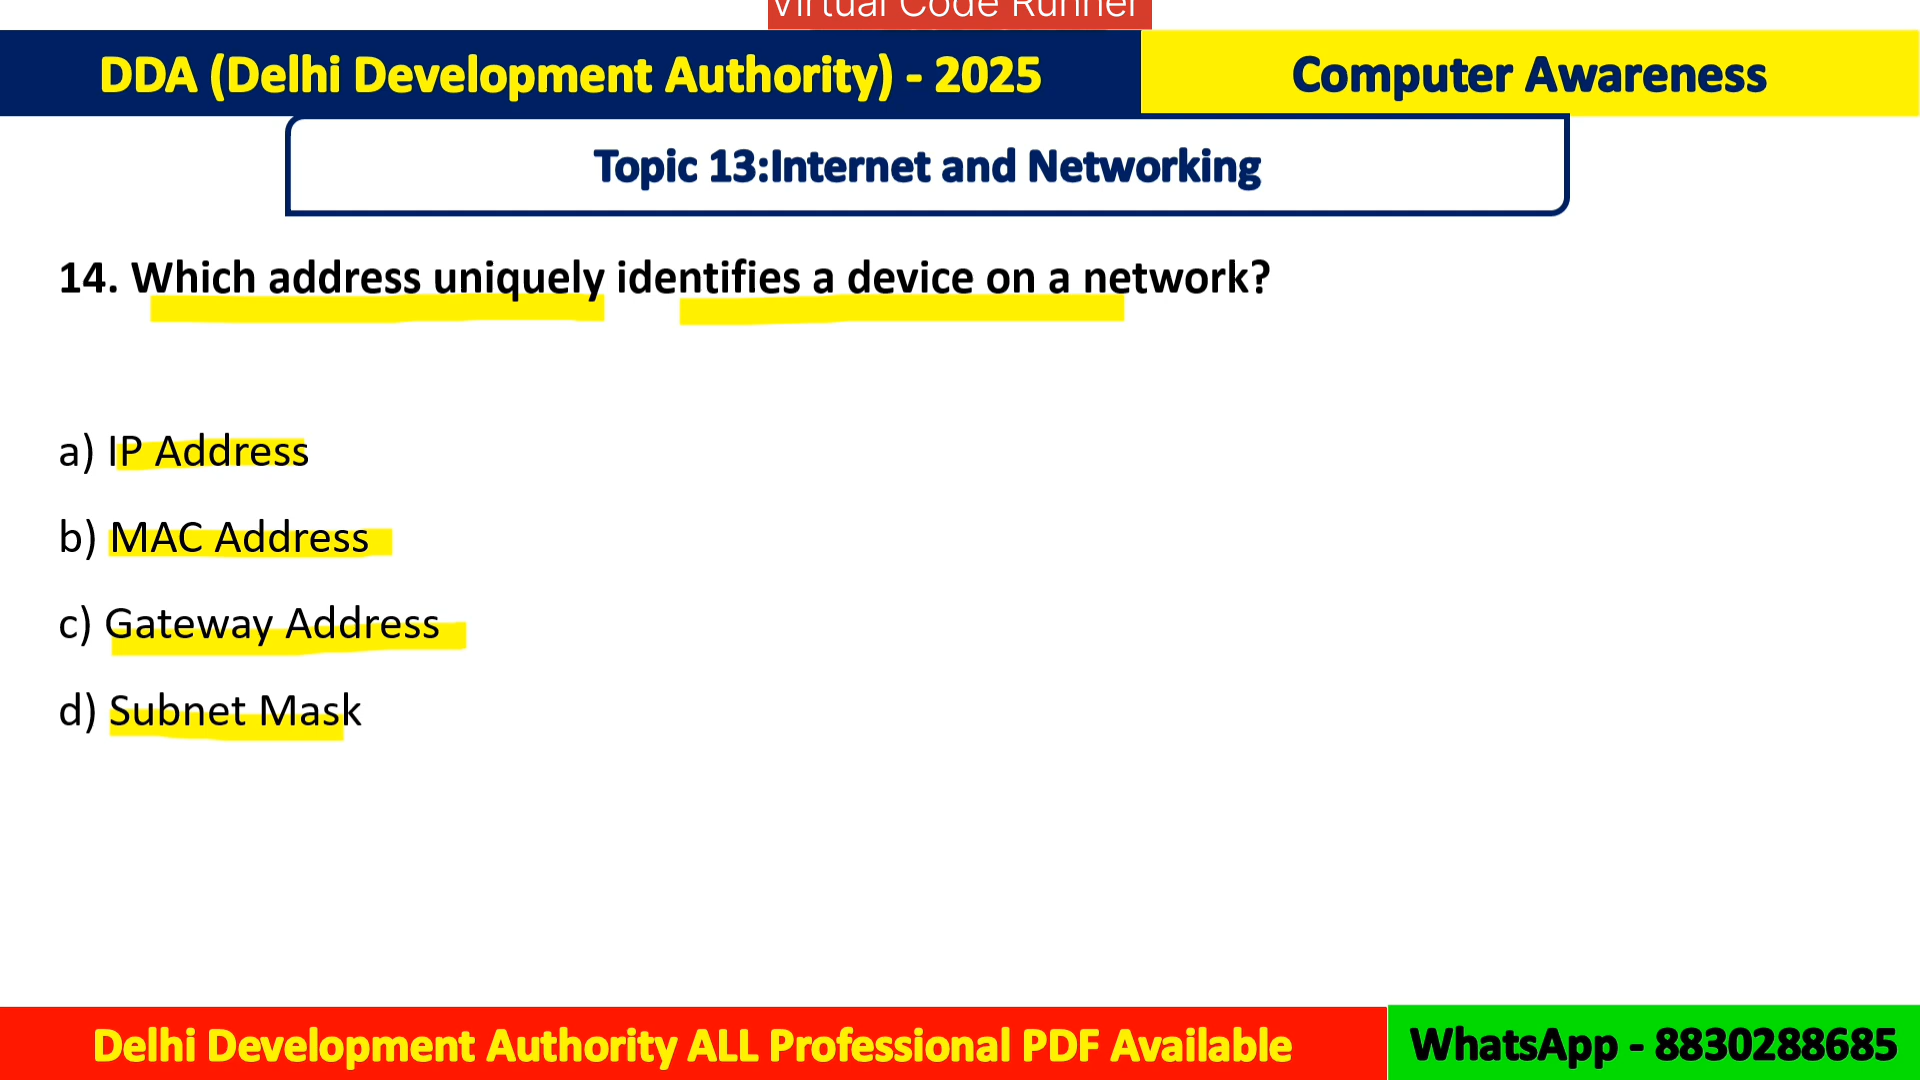 Virtual Code Runner
DDA (Delhi Development Authority) - 2025
Computer Awareness
Topic 13:Internet and Networking
14. Which address uniquely identifies a device on a network?
a) IP Address
b) MAC Address
c) Gateway Address
d) Subnet Mask
Delhi Development Authority ALL Professional PDF Available
WhatsApp - 8830288685